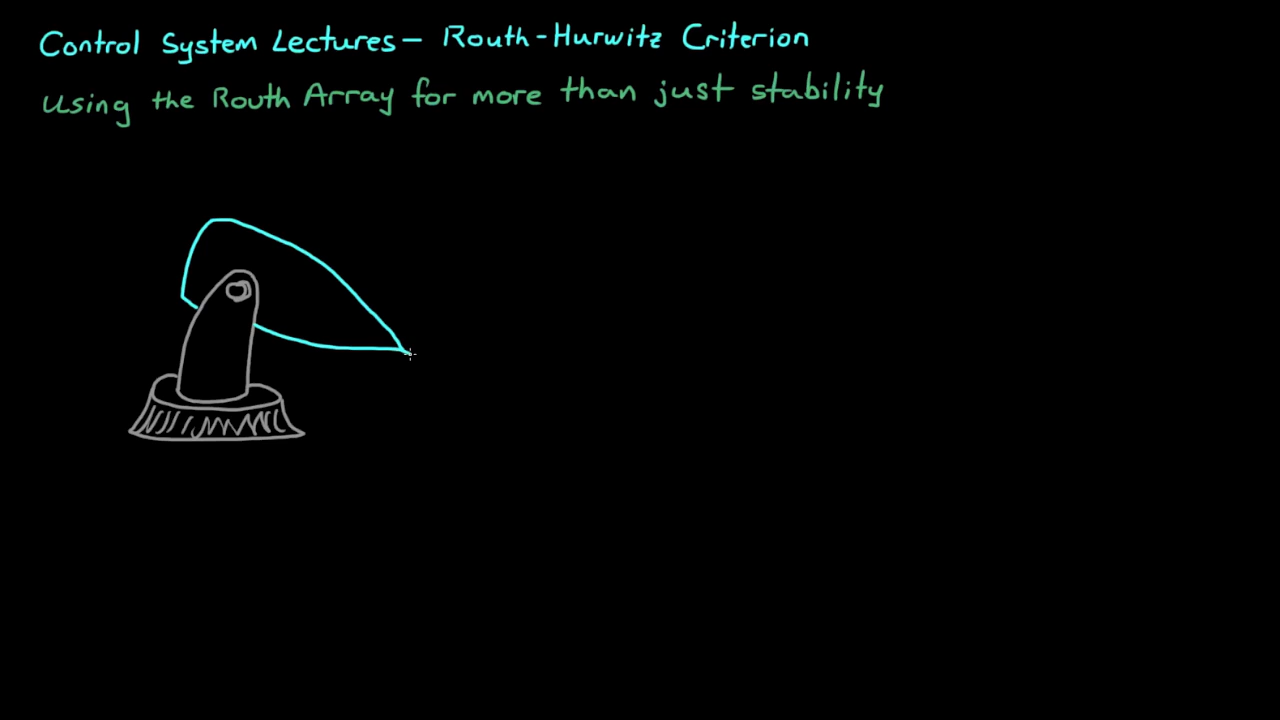 Control System Lectures - Routh-Hurwitz Criterion
Using the Routh Array for more than just stability